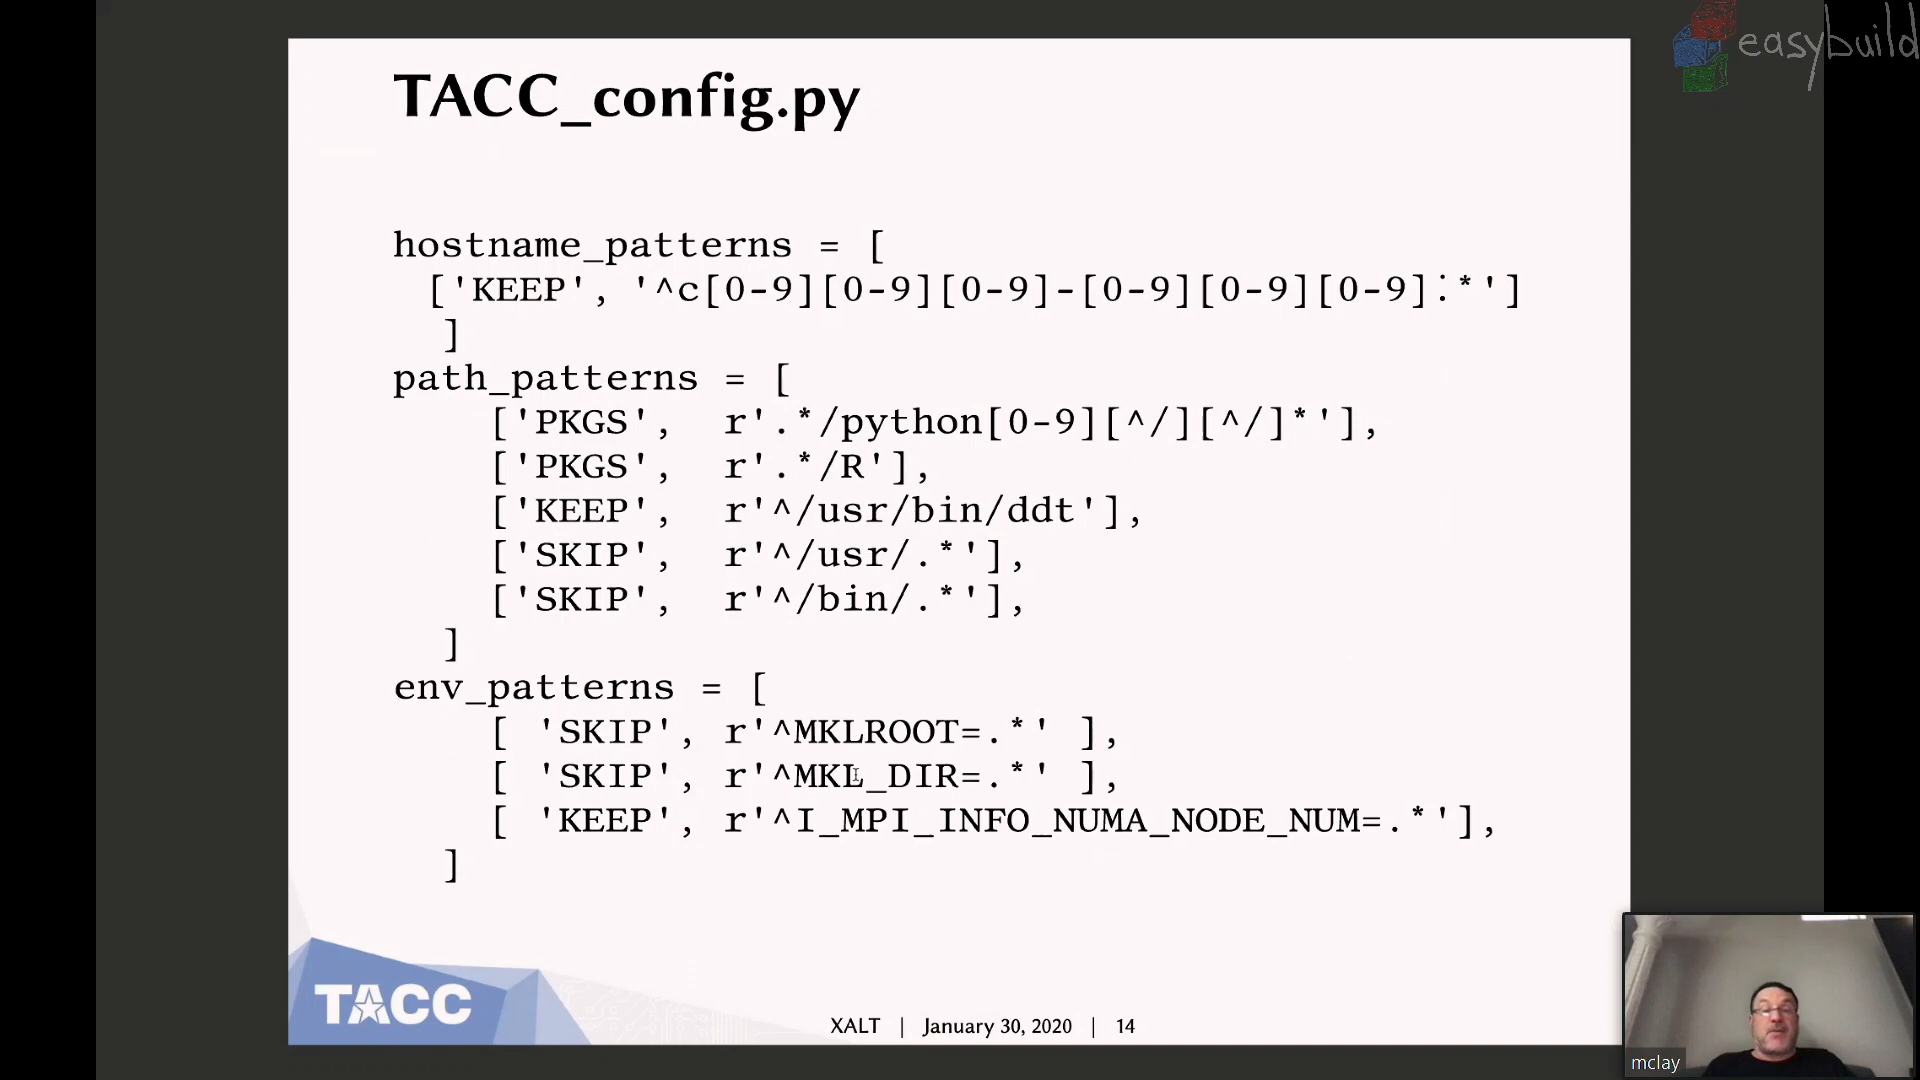 easybuild
TACC_config.py
hostname_patterns = [
['KEEP', '^c[0-9][0-9][0-9]-[0-9][0-9][0-9].*']
]
path_patterns = [
['PKGS', r'.*/python[0-9][^/][^/]*'],
['PKGS', r'.*/R'],
['KEEP', r'^/usr/bin/ddt'],
['SKIP', r'^/usr/.*'],
['SKIP', r'^/bin/.*'],
]
env_patterns = [
[ 'SKIP', r'^MKLROOT=.*' ],
[ 'SKIP', r'^MKL_DIR=.*' ],
[ 'KEEP', r'^I_MPI_INFO_NUMA_NODE_NUM=.*'],
]
TACC
XALT | January 30, 2020 | 14
mclay